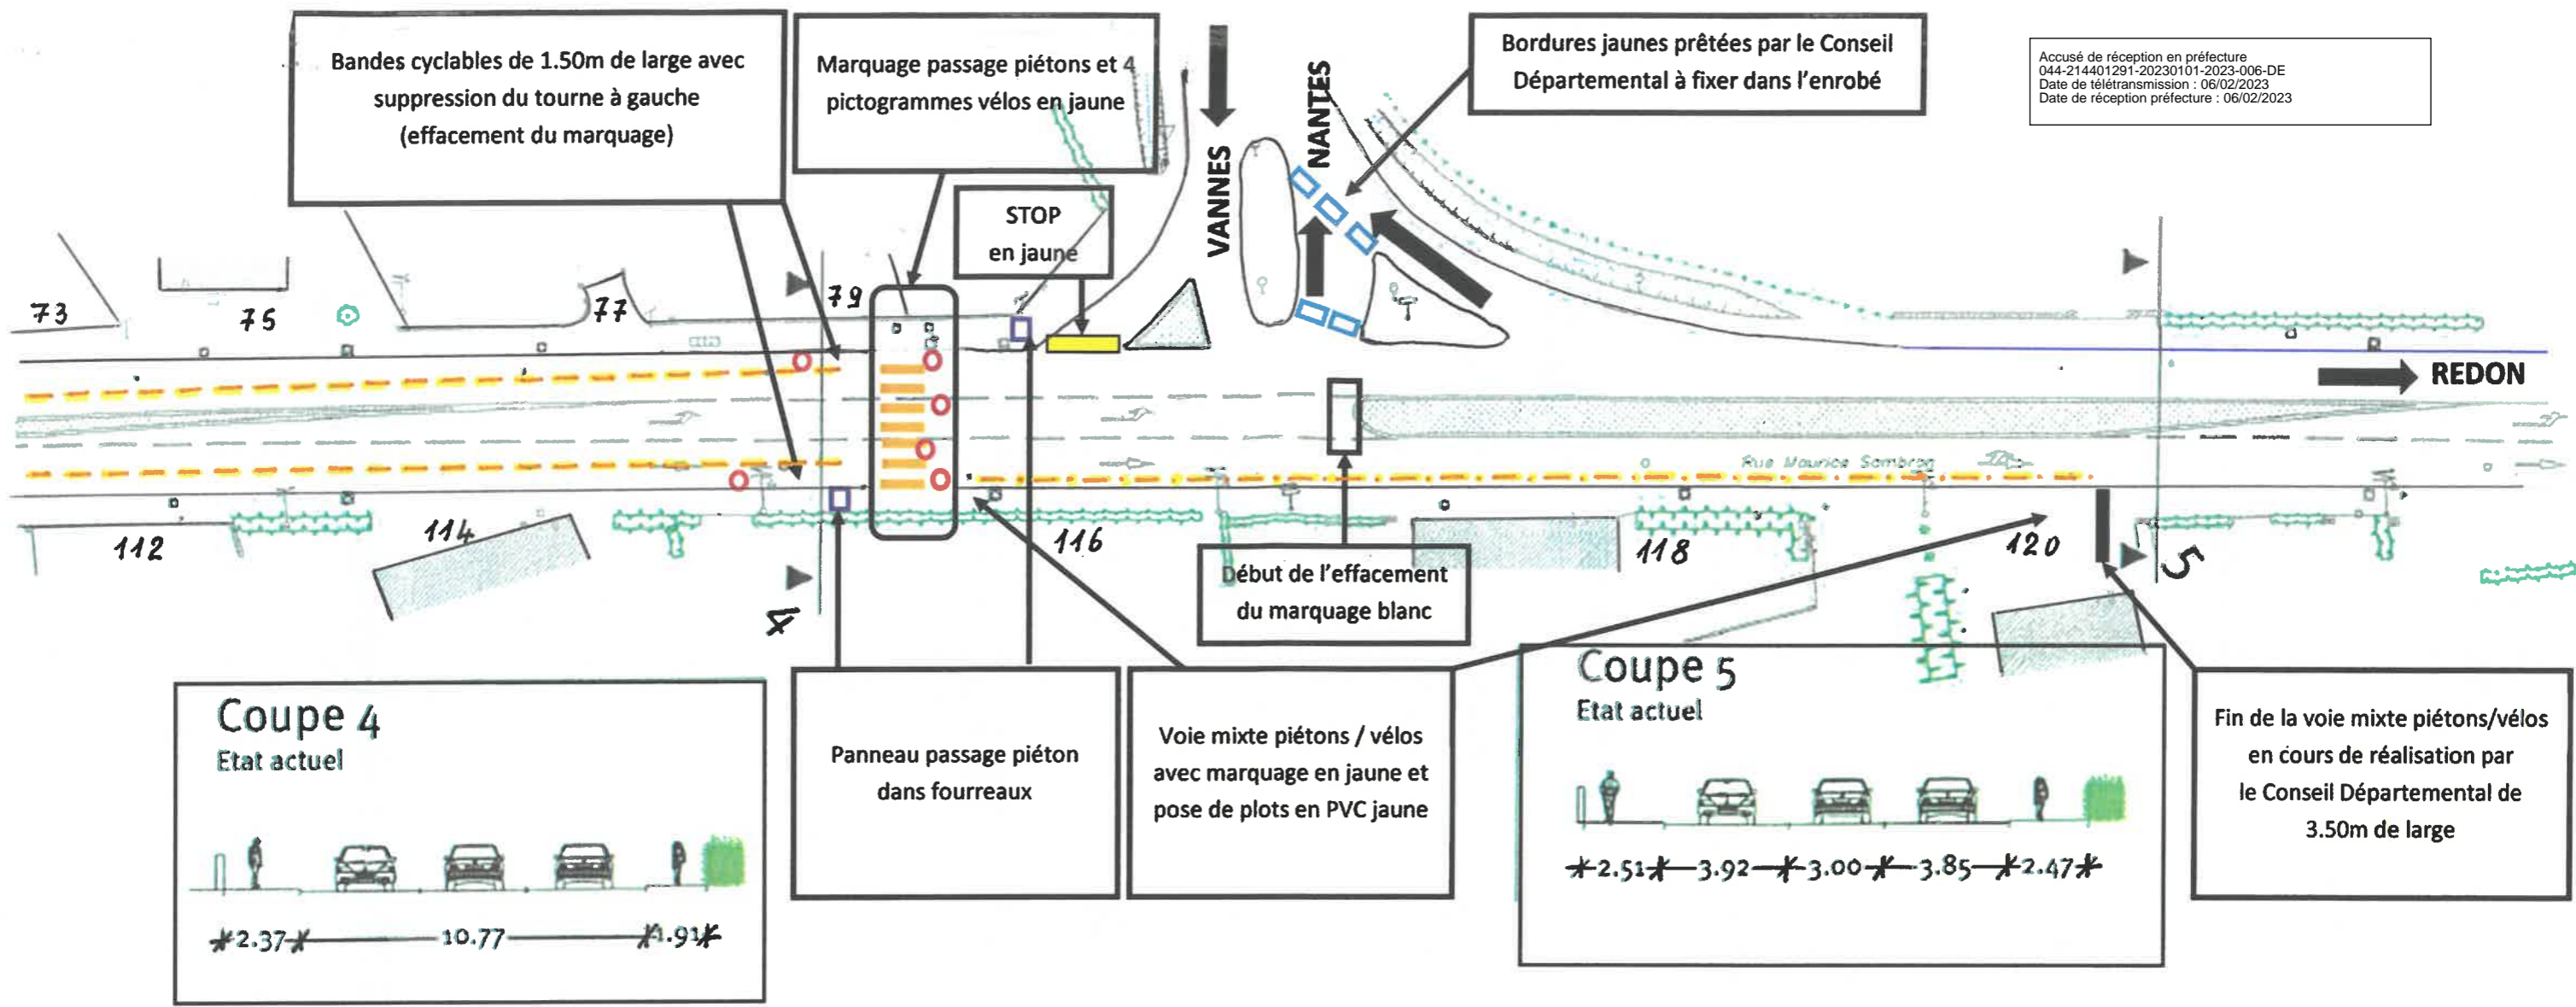 Bandes cyclables de 1.50m de large avec
suppression du tourne à gauche
(effacement du marquage)
Marquage passage piétons et 4
pictogrammes vélos en jaune
STOP
en jaune
VANNES
NANTES
Bordures jaunes prêtées par le Conseil
Départemental à fixer dans l'enrobé
Accusé de réception en préfecture
044-214401291-20230101-2023-006-DE
Date de télétransmission : 06/02/2023
Date de réception préfecture : 06/02/2023
73
75
77
79
REDON
Rue Maurice Sambron
112
114
116
118
120
4
5
Début de l'effacement
du marquage blanc
Coupe 4
Etat actuel
2.37
10.77
1.91
Panneau passage piéton
dans fourreaux
Voie mixte piétons / vélos
avec marquage en jaune et
pose de plots en PVC jaune
Coupe 5
Etat actuel
2.51 3.92 3.00 3.85 2.47
Fin de la voie mixte piétons/vélos
en cours de réalisation par
le Conseil Départemental de
3.50m de large